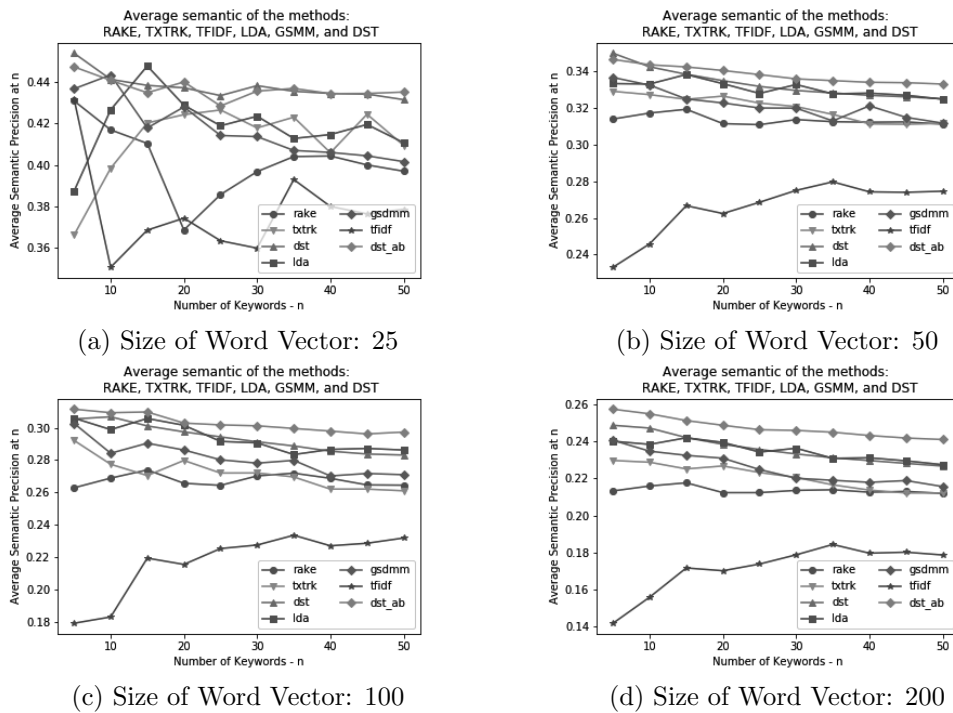 Average semantic of the methods:
RAKE, TXTRK, TFIDF, LDA, GSMM, and DST
Average Semantic Precision at n
0.44
0.42
0.40
0.38
0.36
10
20
30
40
50
Number of Keywords - n
rake
txtrk
dst
lda
gsdmm
tfidf
dst_ab
(a) Size of Word Vector: 25
Average semantic of the methods:
RAKE, TXTRK, TFIDF, LDA, GSMM, and DST
Average Semantic Precision at n
0.34
0.32
0.30
0.28
0.26
0.24
10
20
30
40
50
Number of Keywords - n
rake
txtrk
dst
lda
gsdmm
tfidf
dst_ab
(b) Size of Word Vector: 50
Average semantic of the methods:
RAKE, TXTRK, TFIDF, LDA, GSMM, and DST
Average Semantic Precision at n
0.30
0.28
0.26
0.24
0.22
0.20
0.18
10
20
30
40
50
Number of Keywords - n
rake
txtrk
dst
lda
gsdmm
tfidf
dst_ab
(c) Size of Word Vector: 100
Average semantic of the methods:
RAKE, TXTRK, TFIDF, LDA, GSMM, and DST
Average Semantic Precision at n
0.26
0.24
0.22
0.20
0.18
0.16
0.14
10
20
30
40
50
Number of Keywords - n
rake
txtrk
dst
lda
gsdmm
tfidf
dst_ab
(d) Size of Word Vector: 200